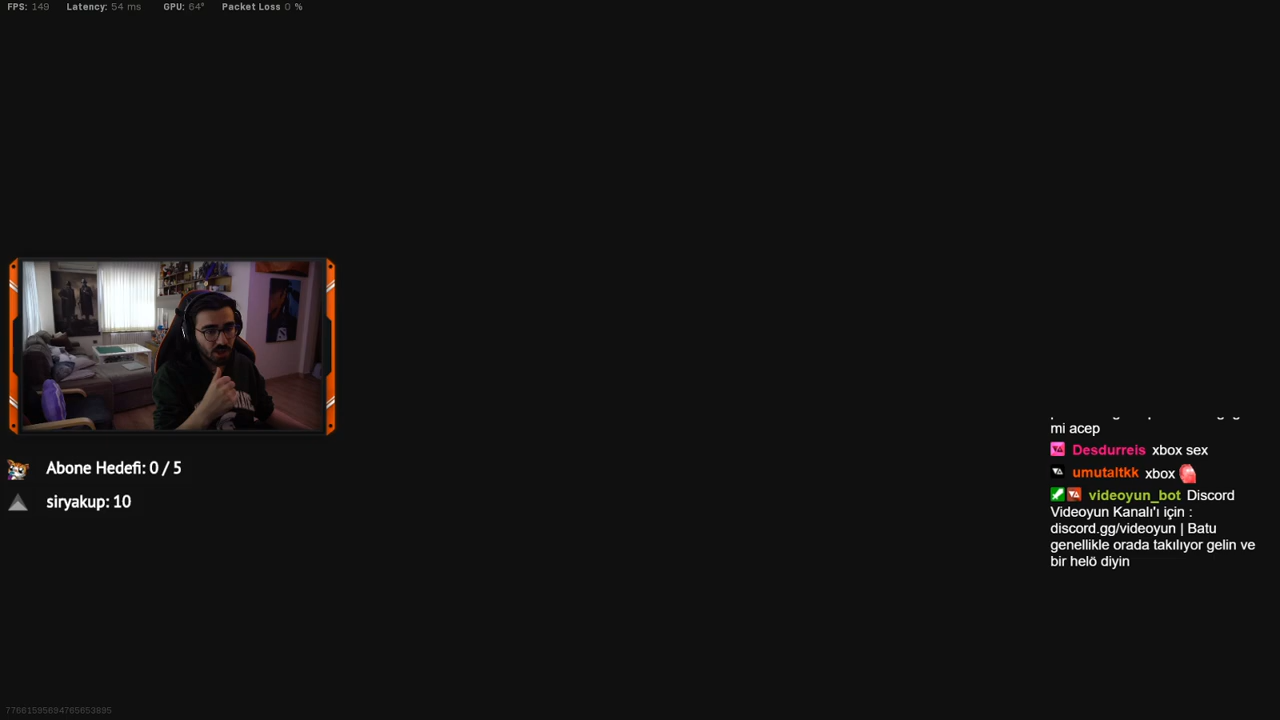 FPS: 149 Latency: 54 ms GPU: 64° Packet Loss 0 %
mi acep
Desdurreis xbox sex
umutaltkk xbox
videoyun_bot Discord
Videoyun Kanalı'ı için :
discord.gg/videoyun | Batu
genellikle orada takılıyor gelin ve
bir helö diyin
Abone Hedefi: 0 / 5
siryakup: 10